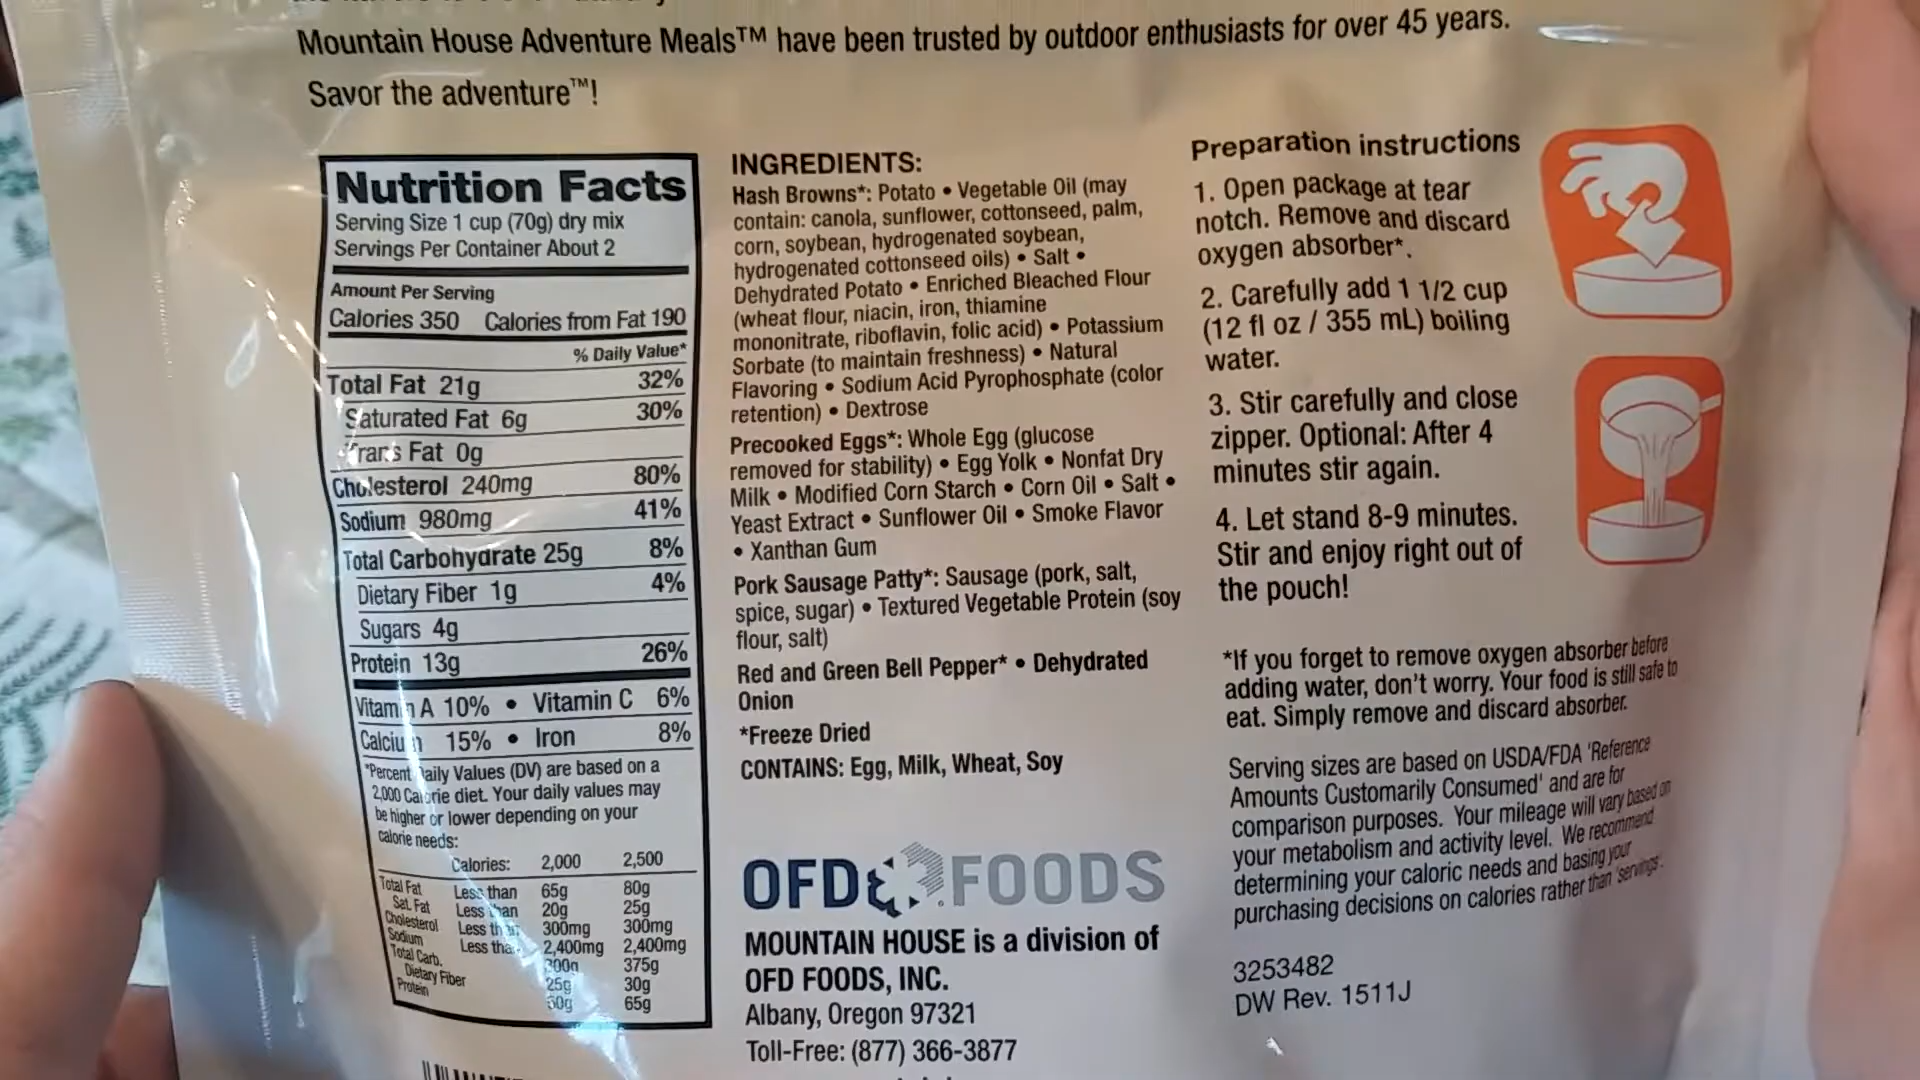 Mountain House Adventure Meals™ have been trusted by outdoor enthusiasts for over 45 years.
Savor the adventure™!
Nutrition Facts
Serving Size 1 cup (70g) dry mix
Servings Per Container About 2
Amount Per Serving
Calories 350 Calories from Fat 190
% Daily Value*
Total Fat 21g 32%
Saturated Fat 6g 30%
Trans Fat 0g
Cholesterol 240mg 80%
Sodium 980mg 41%
Total Carbohydrate 25g 8%
Dietary Fiber 1g 4%
Sugars 4g
Protein 13g 26%
Vitamin A 10% • Vitamin C 6%
Calcium 15% • Iron 8%
*Percent Daily Values (DV) are based on a
2,000 Calorie diet. Your daily values may
be higher or lower depending on your
calorie needs:
Calories: 2,000 2,500
Total Fat Less than 65g 80g
Sat. Fat Less than 20g 25g
Cholesterol Less than 300mg 300mg
Sodium Less than 2,400mg 2,400mg
Total Carb. 300g 375g
Dietary Fiber 25g 30g
Protein 50g 65g
INGREDIENTS:
Hash Browns*: Potato • Vegetable Oil (may
contain: canola, sunflower, cottonseed, palm,
corn, soybean, hydrogenated soybean,
hydrogenated cottonseed oils) • Salt •
Dehydrated Potato • Enriched Bleached Flour
(wheat flour, niacin, iron, thiamine
mononitrate, riboflavin, folic acid) • Potassium
Sorbate (to maintain freshness) • Natural
Flavoring • Sodium Acid Pyrophosphate (color
retention) • Dextrose
Precooked Eggs*: Whole Egg (glucose
removed for stability) • Egg Yolk • Nonfat Dry
Milk • Modified Corn Starch • Corn Oil • Salt •
Yeast Extract • Sunflower Oil • Smoke Flavor
• Xanthan Gum
Pork Sausage Patty*: Sausage (pork, salt,
spice, sugar) • Textured Vegetable Protein (soy
flour, salt)
Red and Green Bell Pepper* • Dehydrated
Onion
*Freeze Dried
CONTAINS: Egg, Milk, Wheat, Soy
OFD FOODS
MOUNTAIN HOUSE is a division of
OFD FOODS, INC.
Albany, Oregon 97321
Toll-Free: (877) 366-3877
Preparation instructions
1. Open package at tear
notch. Remove and discard
oxygen absorber*.
2. Carefully add 1 1/2 cup
(12 fl oz / 355 mL) boiling
water.
3. Stir carefully and close
zipper. Optional: After 4
minutes stir again.
4. Let stand 8-9 minutes.
Stir and enjoy right out of
the pouch!
*If you forget to remove oxygen absorber before
adding water, don't worry. Your food is still safe to
eat. Simply remove and discard absorber.
Serving sizes are based on USDA/FDA 'Reference
Amounts Customarily Consumed' and are for
comparison purposes. Your mileage will vary based on
your metabolism and activity level. We recommend
determining your caloric needs and basing your
purchasing decisions on calories rather than 'servings'.
3253482
DW Rev. 1511J